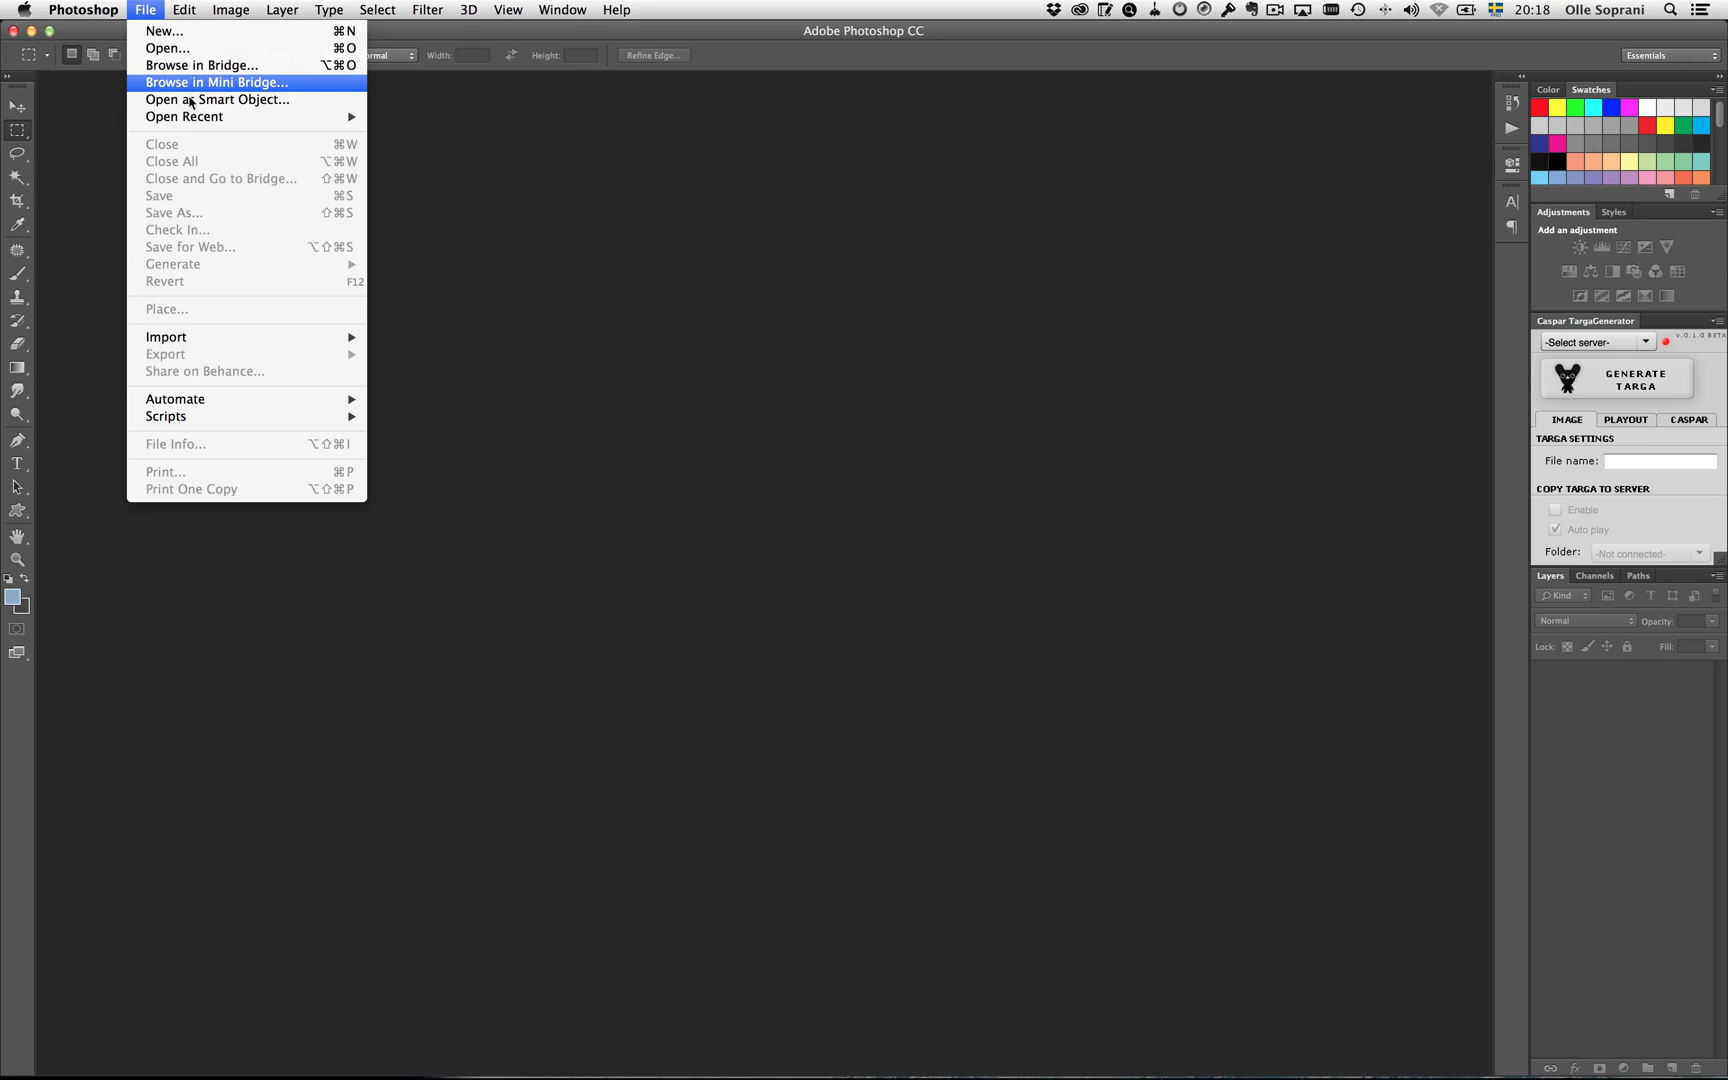 Photoshop File Edit Image Layer Type Select Filter 3D View Window Help 20:18 Olle Soprani
Adobe Photoshop CC
Width: Height: Refine Edge... Essentials
New... ⌘N
Open... ⌘O
Browse in Bridge... ⌥⌘O
Browse in Mini Bridge...
Open as Smart Object...
Open Recent
Close ⌘W
Close All ⌥⌘W
Close and Go to Bridge... ⇧⌘W
Save ⌘S
Save As... ⇧⌘S
Check In...
Save for Web... ⌥⇧⌘S
Generate
Revert F12
Place...
Import
Export
Share on Behance...
Automate
Scripts
File Info... ⌥⇧⌘I
Print... ⌘P
Print One Copy ⌥⇧⌘P
Color Swatches
Adjustments Styles
Add an adjustment
Caspar TargaGenerator
-Select server- v.0.1.0 BETA
GENERATE
TARGA
IMAGE PLAYOUT CASPAR
TARGA SETTINGS
File name:
COPY TARGA TO SERVER
Enable
Auto play
Folder: -Not connected-
Layers Channels Paths
Kind
Normal Opacity:
Lock: Fill: